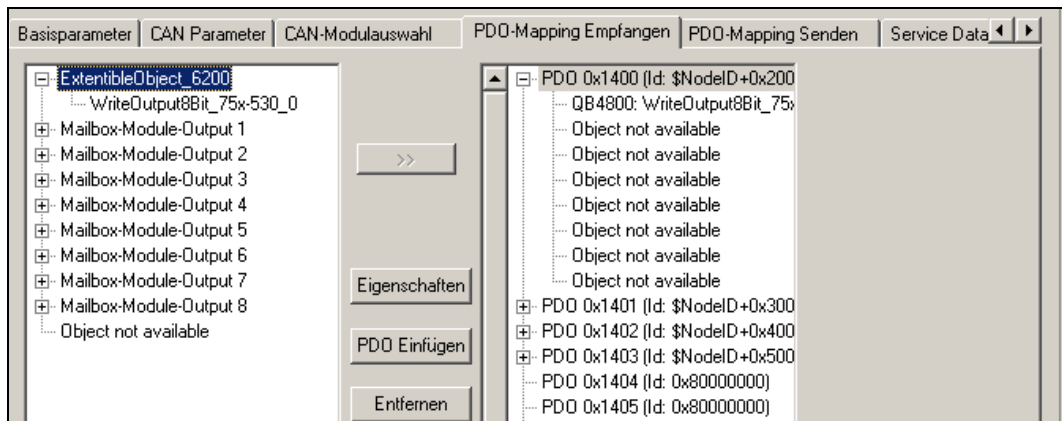 Basisparameter CAN Parameter CAN-Modulauswahl PDO-Mapping Empfangen PDO-Mapping Senden Service Data
ExtentibleObject_6200
WriteOutput8Bit_75x-530_0
Mailbox-Module-Output 1
Mailbox-Module-Output 2
Mailbox-Module-Output 3
Mailbox-Module-Output 4
Mailbox-Module-Output 5
Mailbox-Module-Output 6
Mailbox-Module-Output 7
Mailbox-Module-Output 8
Object not available
>>
Eigenschaften
PDO Einfügen
Entfernen
PDO 0x1400 (Id: $NodeID+0x200
QB4800: WriteOutput8Bit_75x
Object not available
Object not available
Object not available
Object not available
Object not available
Object not available
Object not available
PDO 0x1401 (Id: $NodeID+0x300
PDO 0x1402 (Id: $NodeID+0x400
PDO 0x1403 (Id: $NodeID+0x500
PDO 0x1404 (Id: 0x80000000)
PDO 0x1405 (Id: 0x80000000)